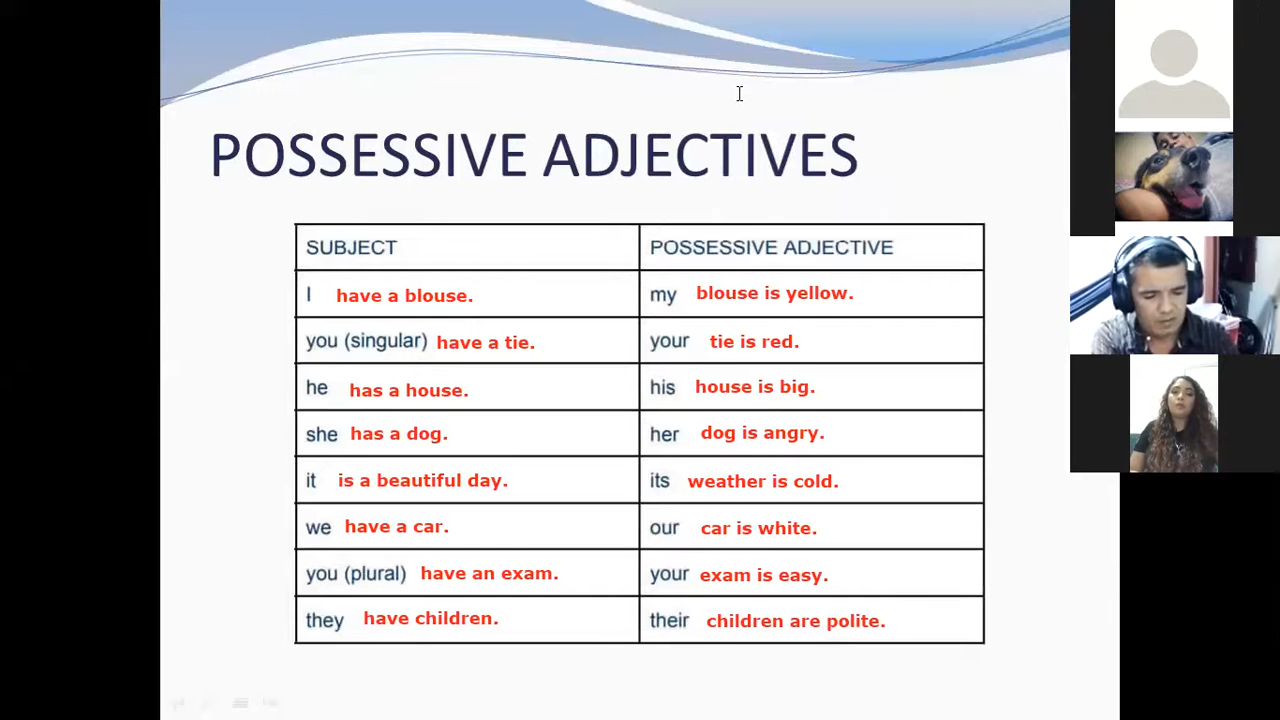 POSSESSIVE ADJECTIVES
SUBJECT POSSESSIVE ADJECTIVE
I have a blouse. my blouse is yellow.
you (singular) have a tie. your tie is red.
he has a house. his house is big.
she has a dog. her dog is angry.
it is a beautiful day. its weather is cold.
we have a car. our car is white.
you (plural) have an exam. your exam is easy.
they have children. their children are polite.